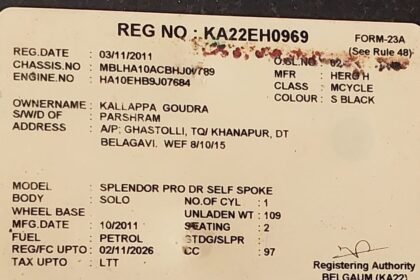 REG NO : KA22EH0969
FORM-23A
(See Rule 48)
REG.DATE : 03/11/2011
CHASSIS.NO :
MFR : HERO H
ENGINE.NO : HA10EHB9J07684
CLASS : MCYCLE
COLOUR : S BLACK
OWNERNAME : KALLAPPA GOUDRA
S/W/D OF : PARSHRAM
ADDRESS : A/P; GHASTOLLI, TQ/ KHANAPUR, DT
BELAGAVI. WEF 8/10/15
MODEL : SPLENDOR PRO DR SELF SPOKE
BODY : SOLO
NO.OF CYL : 1
WHEEL BASE :
UNLADEN WT : 109
MFG.DATE : 10/2011
SEATING : 2
FUEL : PETROL
STDG/SLPR :
REG/FC UPTO : 02/11/2026
CC : 97
TAX UPTO : LTT
Registering Authority
BELGAUM (KA22)